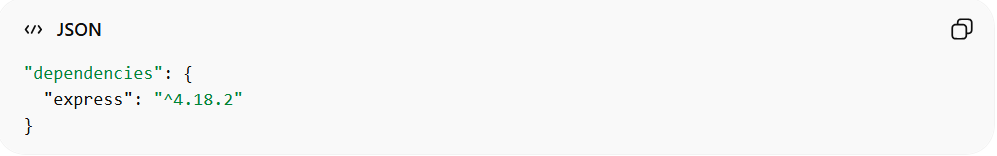 JSON
"dependencies": {
  "express": "^4.18.2"
}